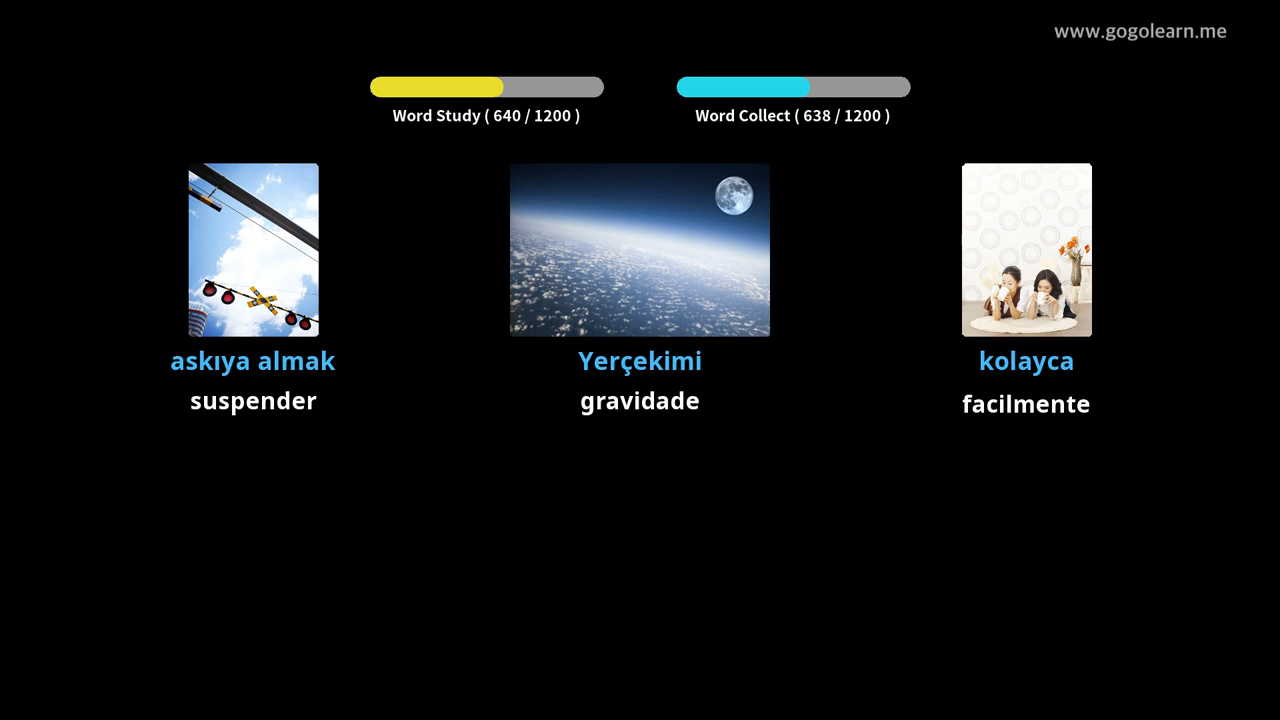 www.gogolearn.me
Word Study ( 640 / 1200 )
Word Collect ( 638 / 1200 )
askıya almak
suspender
Yerçekimi
gravidade
kolayca
facilmente